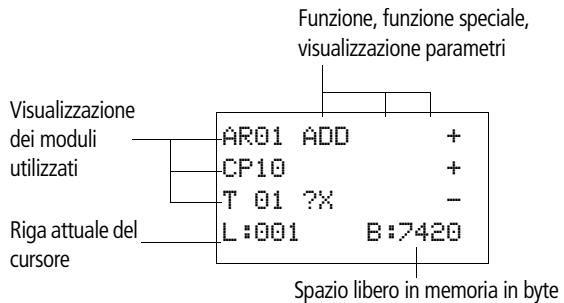 Funzione, funzione speciale,
visualizzazione parametri
Visualizzazione
dei moduli
utilizzati
AR01 ADD +
CP10 +
T 01 ?X -
L:001 B:7420
Riga attuale del
cursore
Spazio libero in memoria in byte